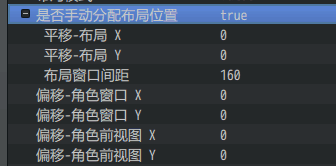 是否手动分配布局位置 true
平移-布局 X 0
平移-布局 Y 0
布局窗口间距 160
偏移-角色窗口 X 0
偏移-角色窗口 Y 0
偏移-角色前视图 X 0
偏移-角色前视图 Y 0